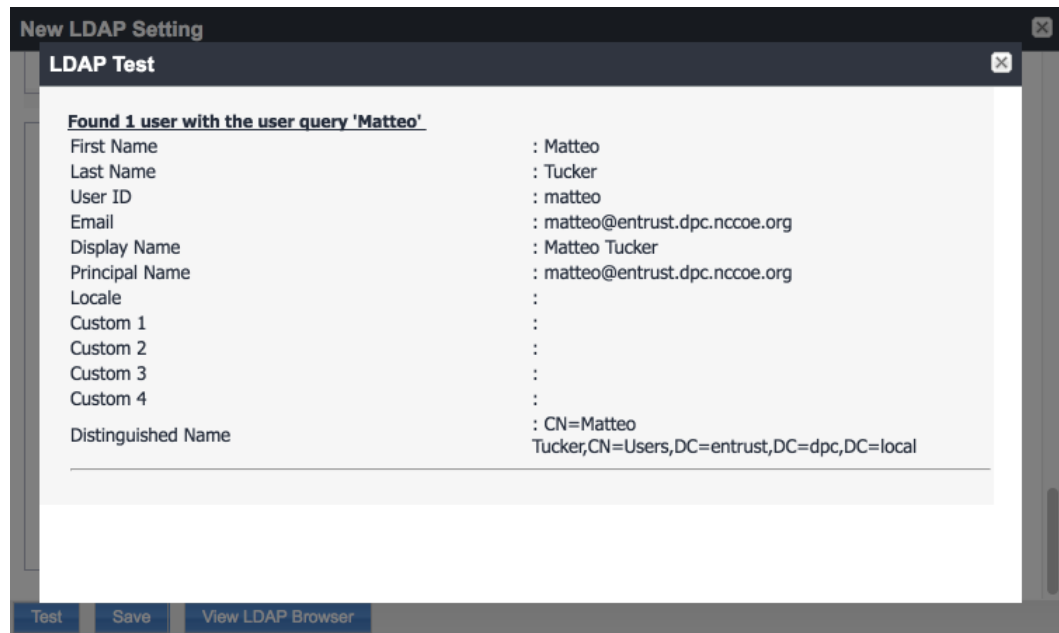 New LDAP Setting
LDAP Test
Found 1 user with the user query 'Matteo'
First Name : Matteo
Last Name : Tucker
User ID : matteo
Email : matteo@entrust.dpc.nccoe.org
Display Name : Matteo Tucker
Principal Name : matteo@entrust.dpc.nccoe.org
Locale :
Custom 1 :
Custom 2 :
Custom 3 :
Custom 4 :
Distinguished Name : CN=Matteo
Tucker,CN=Users,DC=entrust,DC=dpc,DC=local
Test Save View LDAP Browser